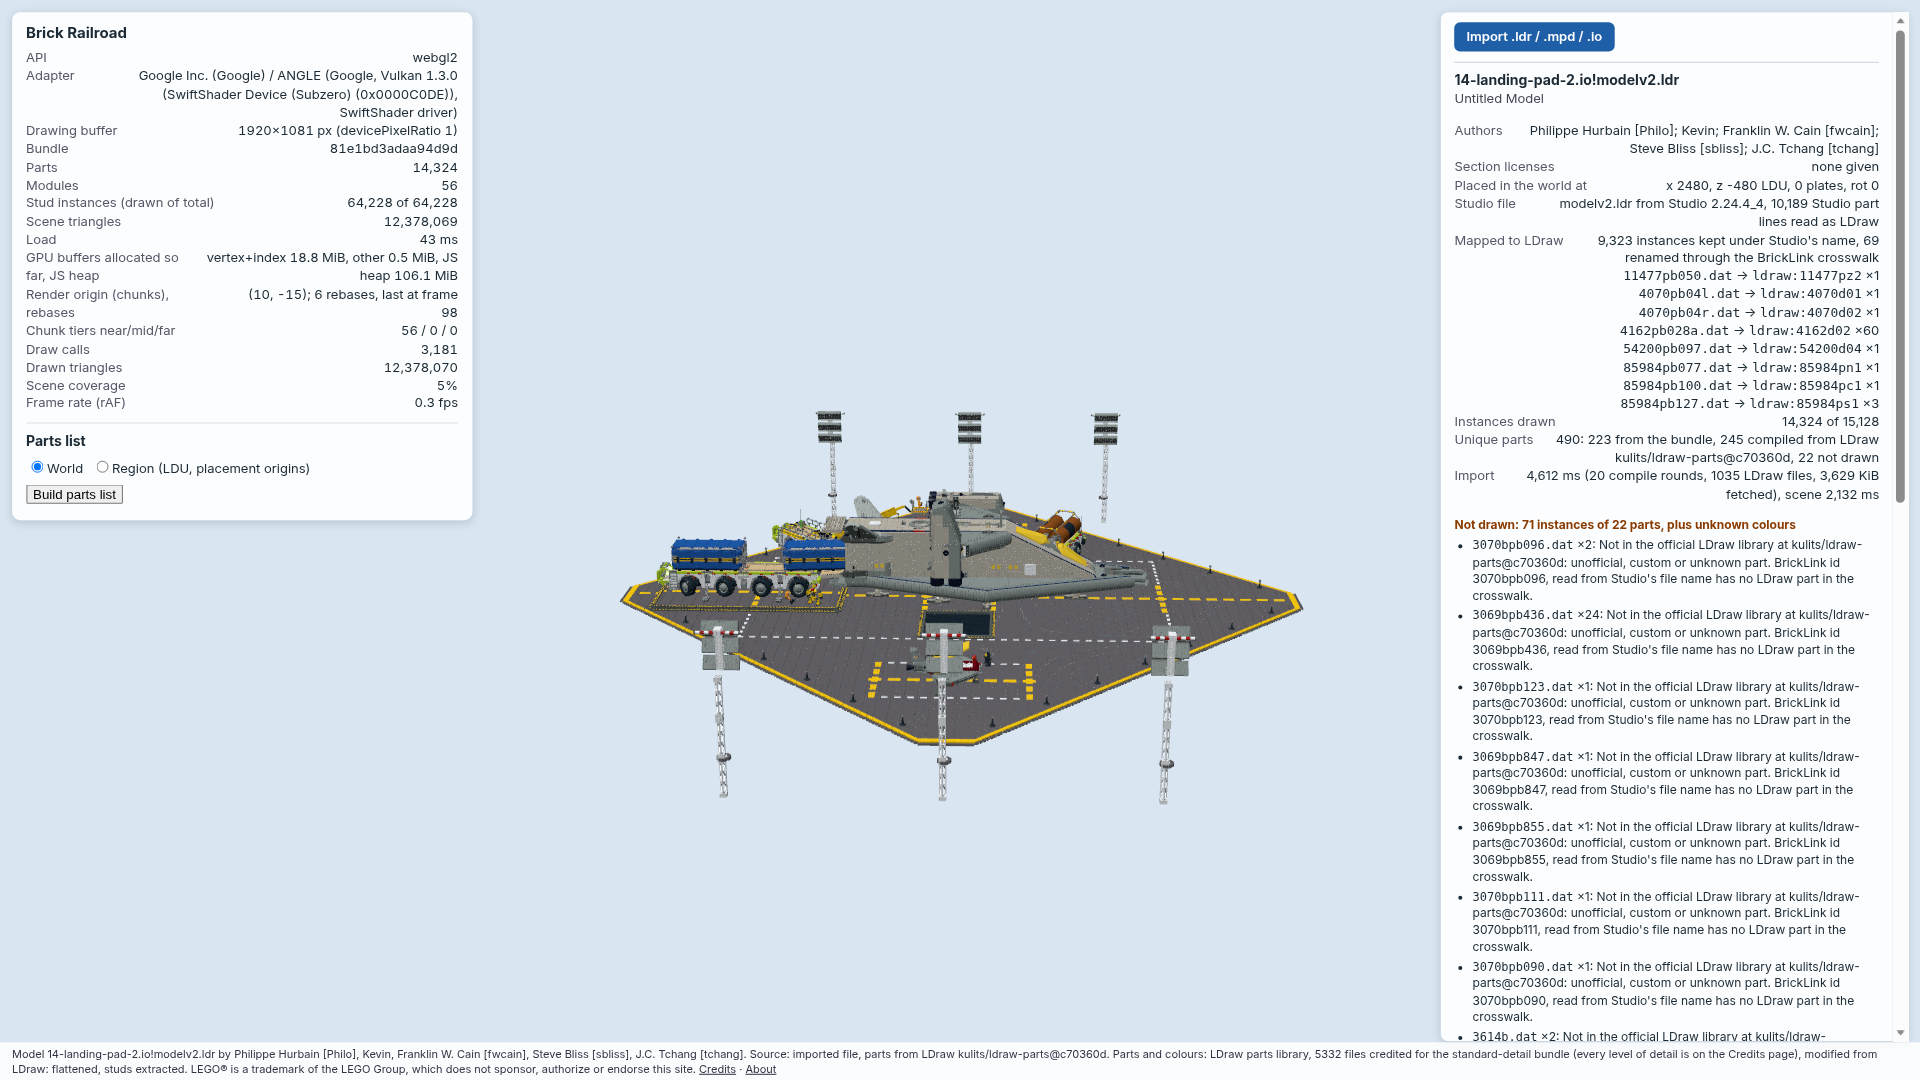 Brick Railroad
API webgl2
Adapter Google Inc. (Google) / ANGLE (Google, Vulkan 1.3.0
(SwiftShader Device (Subzero) (0x0000C0DE)),
SwiftShader driver)
Drawing buffer 1920×1081 px (devicePixelRatio 1)
Bundle 81e1bd3adaa94d9d
Parts 14,324
Modules 56
Stud instances (drawn of total) 64,228 of 64,228
Scene triangles 12,378,069
Load 43 ms
GPU buffers allocated so vertex+index 18.8 MiB, other 0.5 MiB, JS
far, JS heap heap 106.1 MiB
Render origin (chunks), (10, -15); 6 rebases, last at frame
rebases 98
Chunk tiers near/mid/far 56 / 0 / 0
Draw calls 3,181
Drawn triangles 12,378,070
Scene coverage 5%
Frame rate (rAF) 0.3 fps
Parts list
World Region (LDU, placement origins)
Build parts list
Import .ldr / .mpd / .io
14-landing-pad-2.io!modelv2.ldr
Untitled Model
Authors Philippe Hurbain [Philo]; Kevin; Franklin W. Cain [fwcain];
Steve Bliss [sbliss]; J.C. Tchang [tchang]
Section licenses none given
Placed in the world at x 2480, z -480 LDU, 0 plates, rot 0
Studio file modelv2.ldr from Studio 2.24.4_4, 10,189 Studio part
lines read as LDraw
Mapped to LDraw 9,323 instances kept under Studio's name, 69
renamed through the BrickLink crosswalk
11477pb050.dat → ldraw:11477pz2 ×1
4070pb04l.dat → ldraw:4070d01 ×1
4070pb04r.dat → ldraw:4070d02 ×1
4162pb028a.dat → ldraw:4162d02 ×60
54200pb097.dat → ldraw:54200d04 ×1
85984pb077.dat → ldraw:85984pn1 ×1
85984pb100.dat → ldraw:85984pc1 ×1
85984pb127.dat → ldraw:85984ps1 ×3
Instances drawn 14,324 of 15,128
Unique parts 490: 223 from the bundle, 245 compiled from LDraw
kulits/ldraw-parts@c70360d, 22 not drawn
Import 4,612 ms (20 compile rounds, 1035 LDraw files, 3,629 KiB
fetched), scene 2,132 ms
Not drawn: 71 instances of 22 parts, plus unknown colours
• 3070bpb096.dat ×2: Not in the official LDraw library at kulits/ldraw-
parts@c70360d: unofficial, custom or unknown part. BrickLink id
3070bpb096, read from Studio's file name has no LDraw part in the
crosswalk.
• 3069bpb436.dat ×24: Not in the official LDraw library at kulits/ldraw-
parts@c70360d: unofficial, custom or unknown part. BrickLink id
3069bpb436, read from Studio's file name has no LDraw part in the
crosswalk.
• 3070bpb123.dat ×1: Not in the official LDraw library at kulits/ldraw-
parts@c70360d: unofficial, custom or unknown part. BrickLink id
3070bpb123, read from Studio's file name has no LDraw part in the
crosswalk.
• 3069bpb847.dat ×1: Not in the official LDraw library at kulits/ldraw-
parts@c70360d: unofficial, custom or unknown part. BrickLink id
3069bpb847, read from Studio's file name has no LDraw part in the
crosswalk.
• 3069bpb855.dat ×1: Not in the official LDraw library at kulits/ldraw-
parts@c70360d: unofficial, custom or unknown part. BrickLink id
3069bpb855, read from Studio's file name has no LDraw part in the
crosswalk.
• 3070bpb111.dat ×1: Not in the official LDraw library at kulits/ldraw-
parts@c70360d: unofficial, custom or unknown part. BrickLink id
3070bpb111, read from Studio's file name has no LDraw part in the
crosswalk.
• 3070bpb090.dat ×1: Not in the official LDraw library at kulits/ldraw-
parts@c70360d: unofficial, custom or unknown part. BrickLink id
3070bpb090, read from Studio's file name has no LDraw part in the
crosswalk.
• 3614b.dat ×2: Not in the official LDraw library at kulits/ldraw-
Model 14-landing-pad-2.io!modelv2.ldr by Philippe Hurbain [Philo], Kevin, Franklin W. Cain [fwcain], Steve Bliss [sbliss], J.C. Tchang [tchang]. Source: imported file, parts from LDraw kulits/ldraw-parts@c70360d. Parts and colours: LDraw parts library, 5332 files credited for the standard-detail bundle (every level of detail is on the Credits page), modified from
LDraw: flattened, studs extracted. LEGO® is a trademark of the LEGO Group, which does not sponsor, authorize or endorse this site. Credits · About